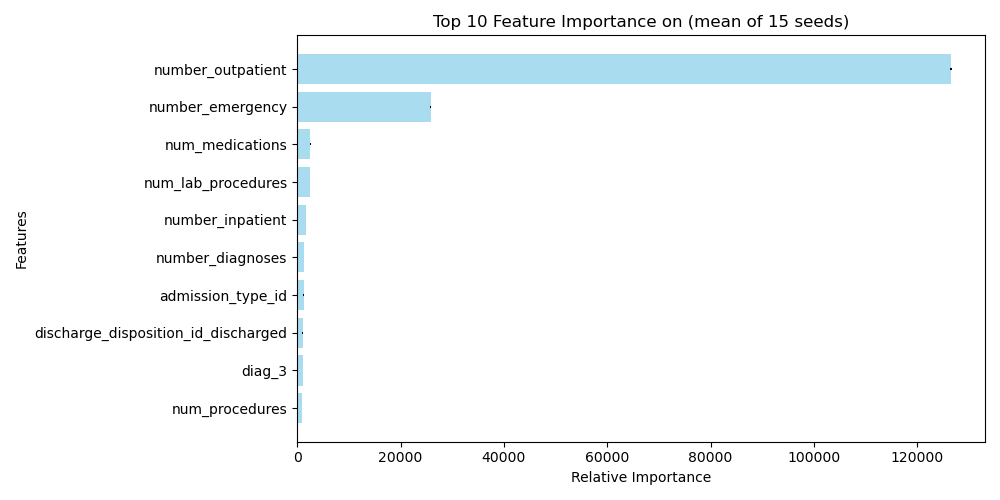 Top 10 Feature Importance on (mean of 15 seeds)
number_outpatient
number_emergency
num_medications
num_lab_procedures
number_inpatient
number_diagnoses
admission_type_id
discharge_disposition_id_discharged
diag_3
num_procedures
Features
0 20000 40000 60000 80000 100000 120000
Relative Importance